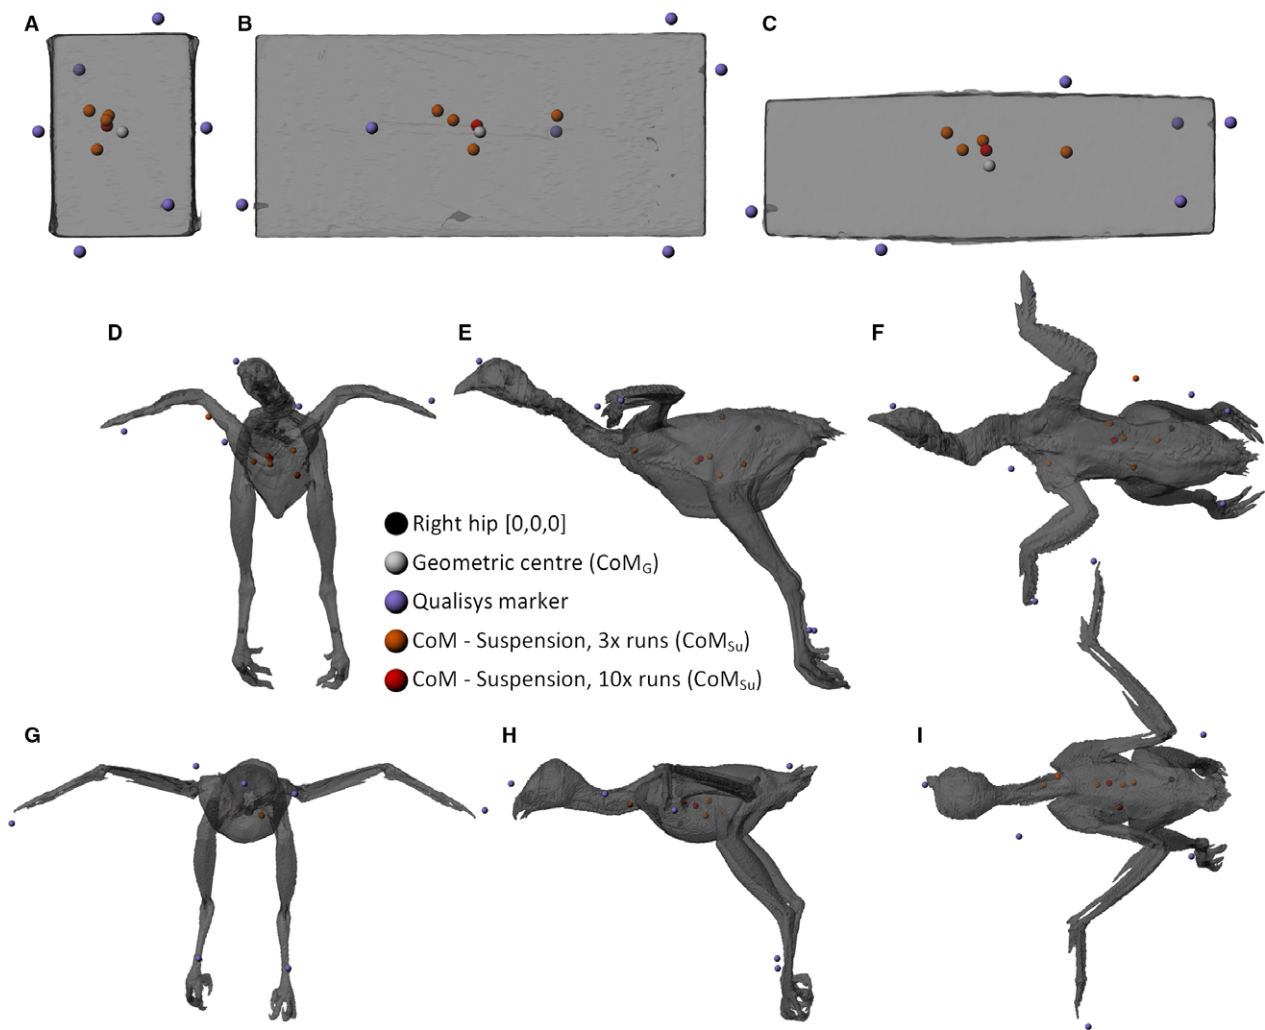 A
B
C
D
E
F
Right hip [0,0,0]
Geometric centre (CoMG)
Qualisys marker
CoM - Suspension, 3x runs (CoMSu)
CoM - Suspension, 10x runs (CoMSu)
G
H
I